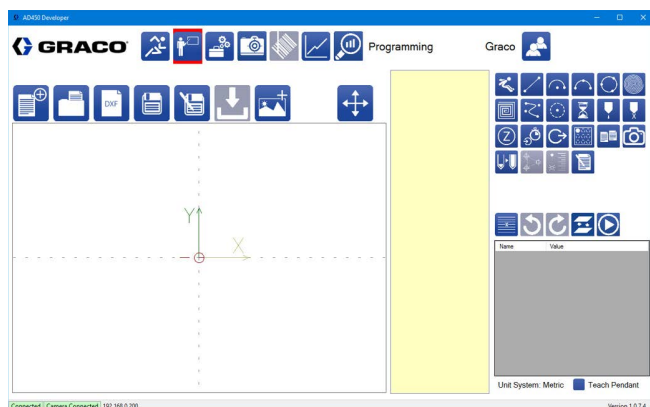 AD450 Developer
GRACO
Programming
Graco
DXF
Z
Y
X
Name Value
Unit System: Metric
Teach Pendant
Connected Camera Connected 192.168.0.200
Version 1.0.7.4